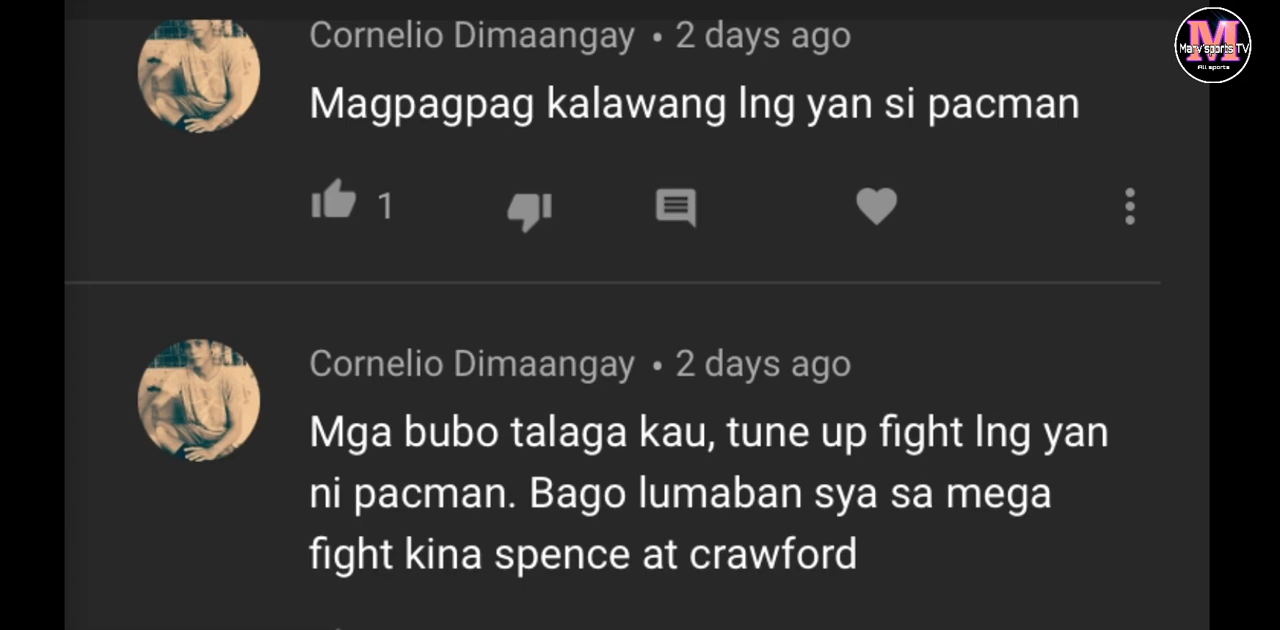 Cornelio Dimaangay • 2 days ago
Magpagpag kalawang lng yan si pacman
1
Cornelio Dimaangay • 2 days ago
Mga bubo talaga kau, tune up fight lng yan
ni pacman. Bago lumaban sya sa mega
fight kina spence at crawford
M
Marv'sports TV
All sports